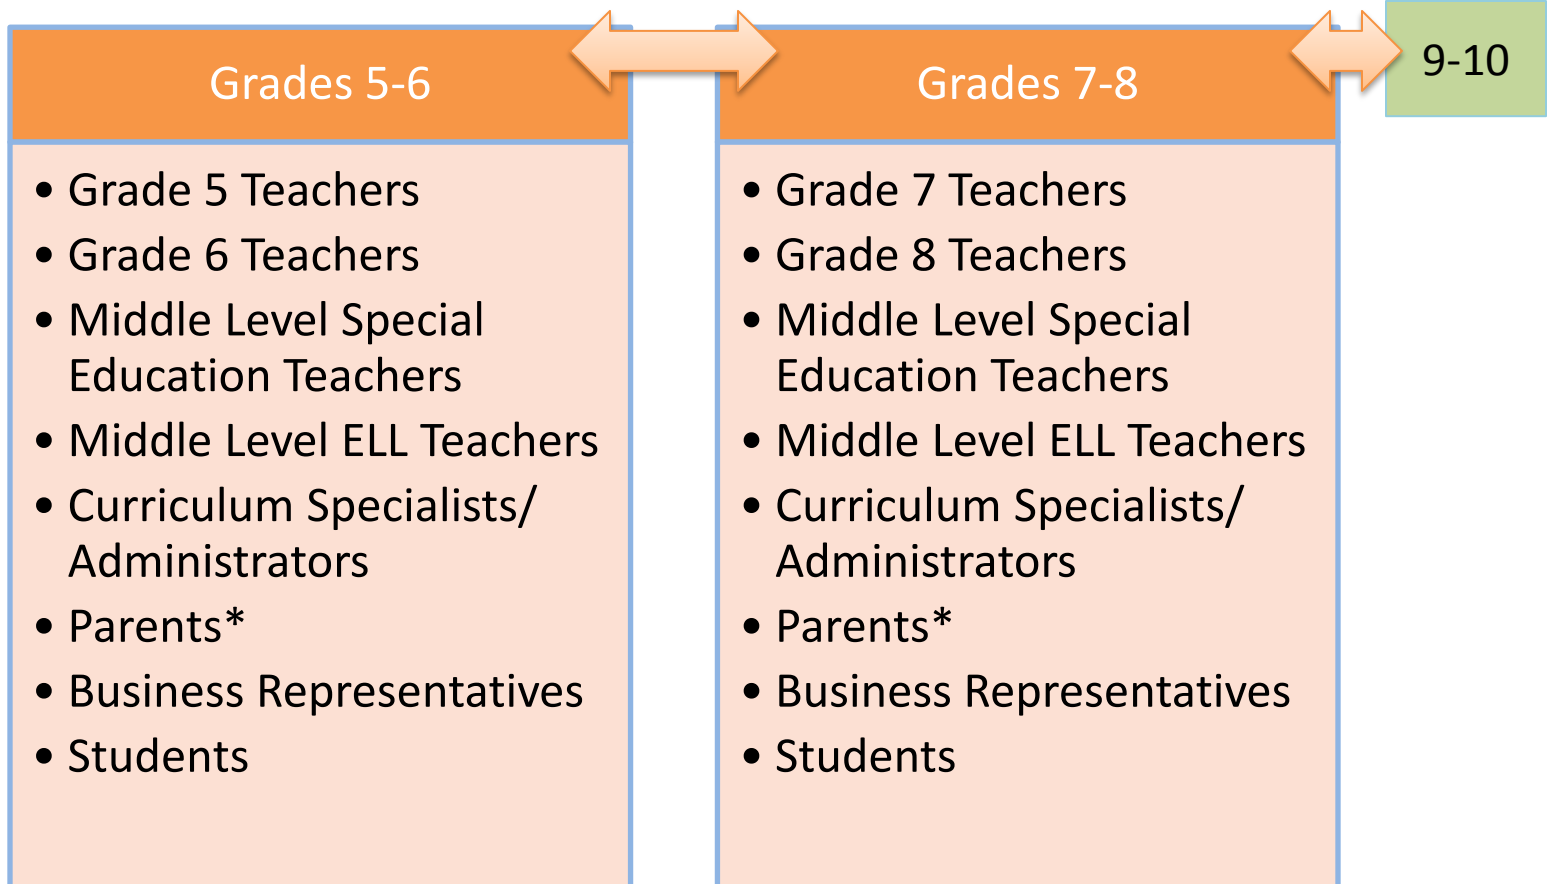 Grades 5-6
• Grade 5 Teachers
• Grade 6 Teachers
• Middle Level Special
Education Teachers
• Middle Level ELL Teachers
• Curriculum Specialists/
Administrators
• Parents*
• Business Representatives
• Students
Grades 7-8
• Grade 7 Teachers
• Grade 8 Teachers
• Middle Level Special
Education Teachers
• Middle Level ELL Teachers
• Curriculum Specialists/
Administrators
• Parents*
• Business Representatives
• Students
9-10